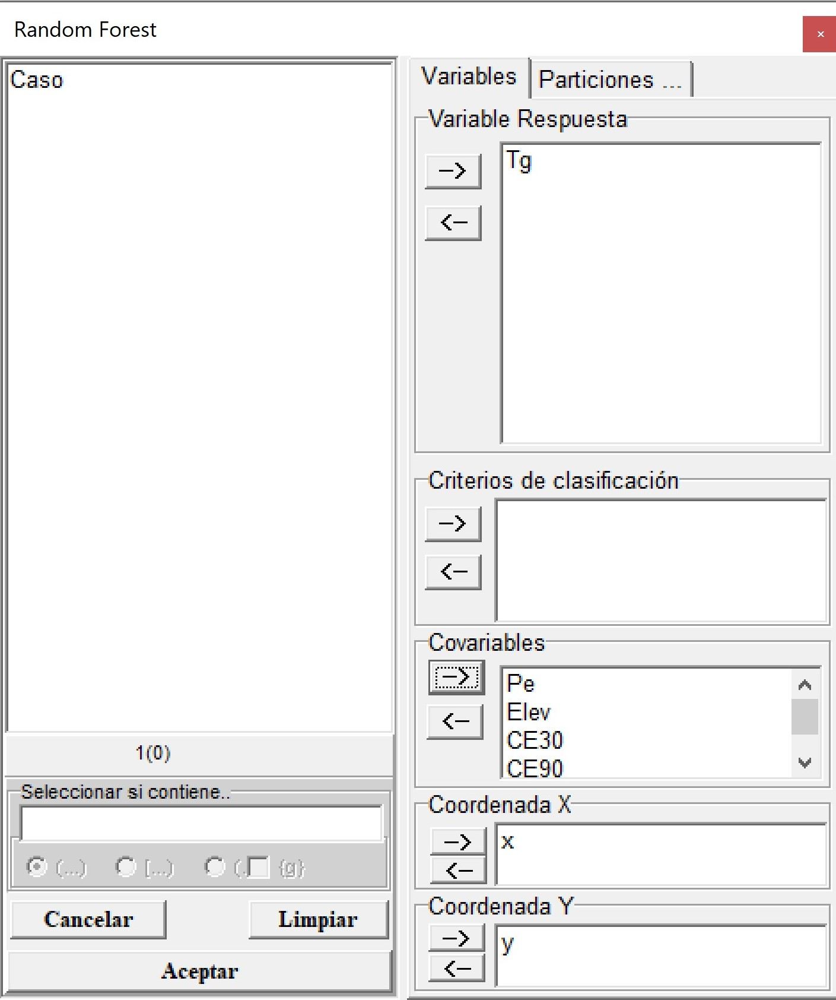 Random Forest
x
Caso
1(0)
Seleccionar si contiene..
(...) [...) (. {g}
Cancelar Limpiar
Aceptar
Variables Particiones ...
Variable Respuesta
-->
<--
Tg
Criterios de clasificación
-->
<--
Covariables
-->
<--
Pe
Elev
CE30
CE90
Coordenada X
-->
<--
x
Coordenada Y
-->
<--
y